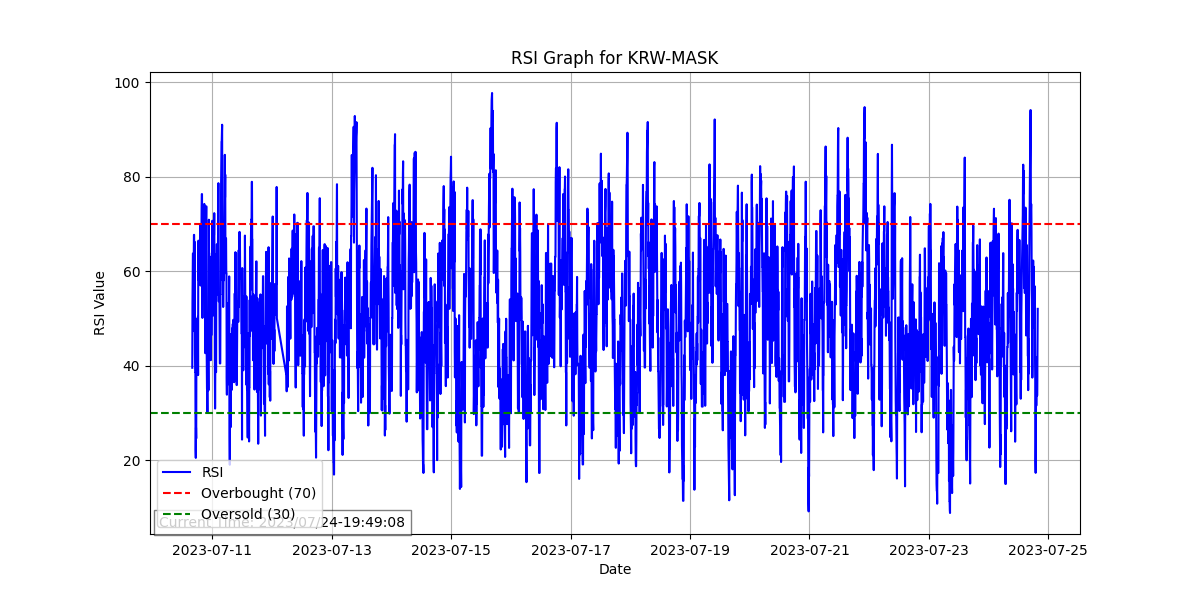 RSI Graph for KRW-MASK
RSI Value
100
80
60
40
20
RSI
Overbought (70)
Oversold (30)
Current Time: 2023/07/24-19:49:08
2023-07-11 2023-07-13 2023-07-15 2023-07-17 2023-07-19 2023-07-21 2023-07-23 2023-07-25
Date